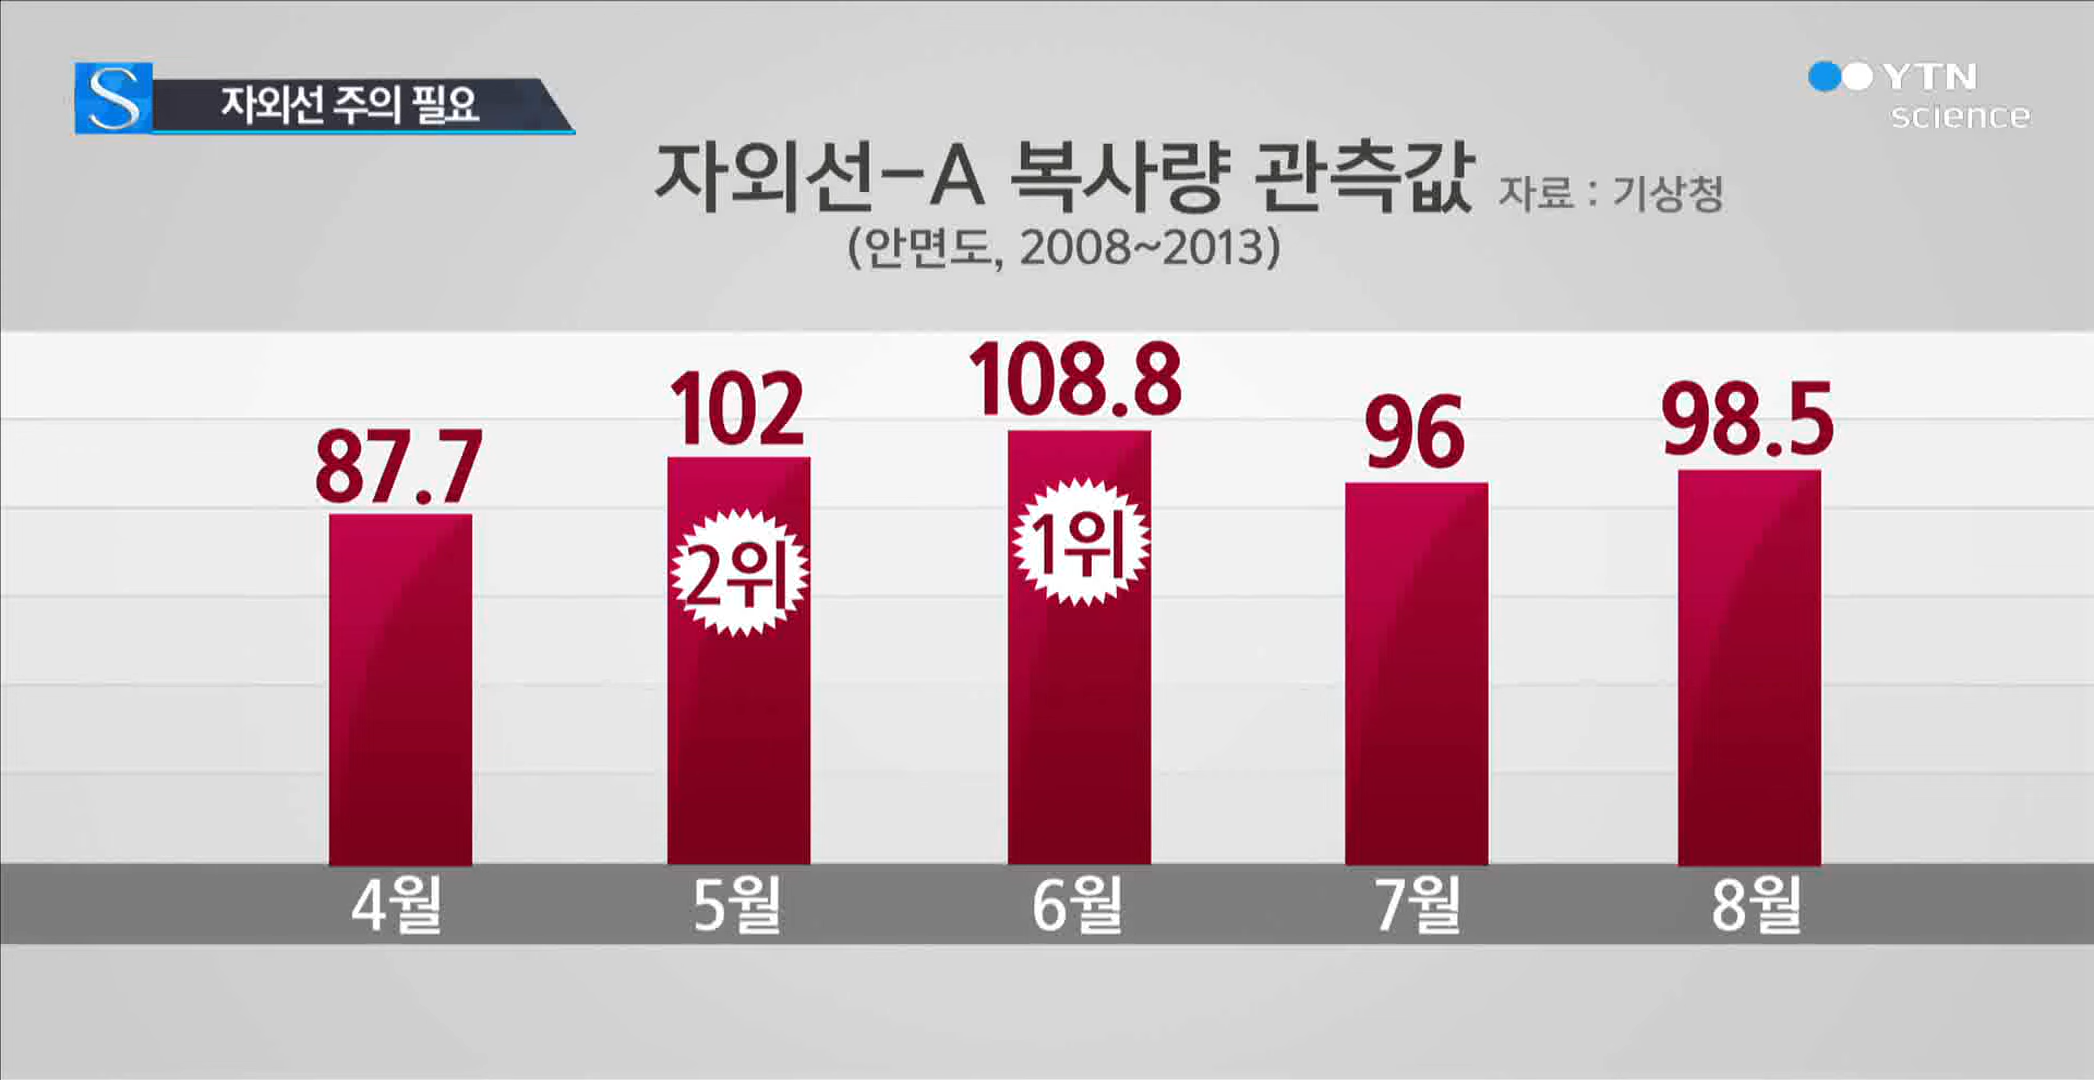 S 자외선 주의 필요
YTN
science
자외선-A 복사량 관측값 자료 : 기상청
(안면도, 2008~2013)
87.7
102
108.8
96
98.5
2위
1위
4월 5월 6월 7월 8월